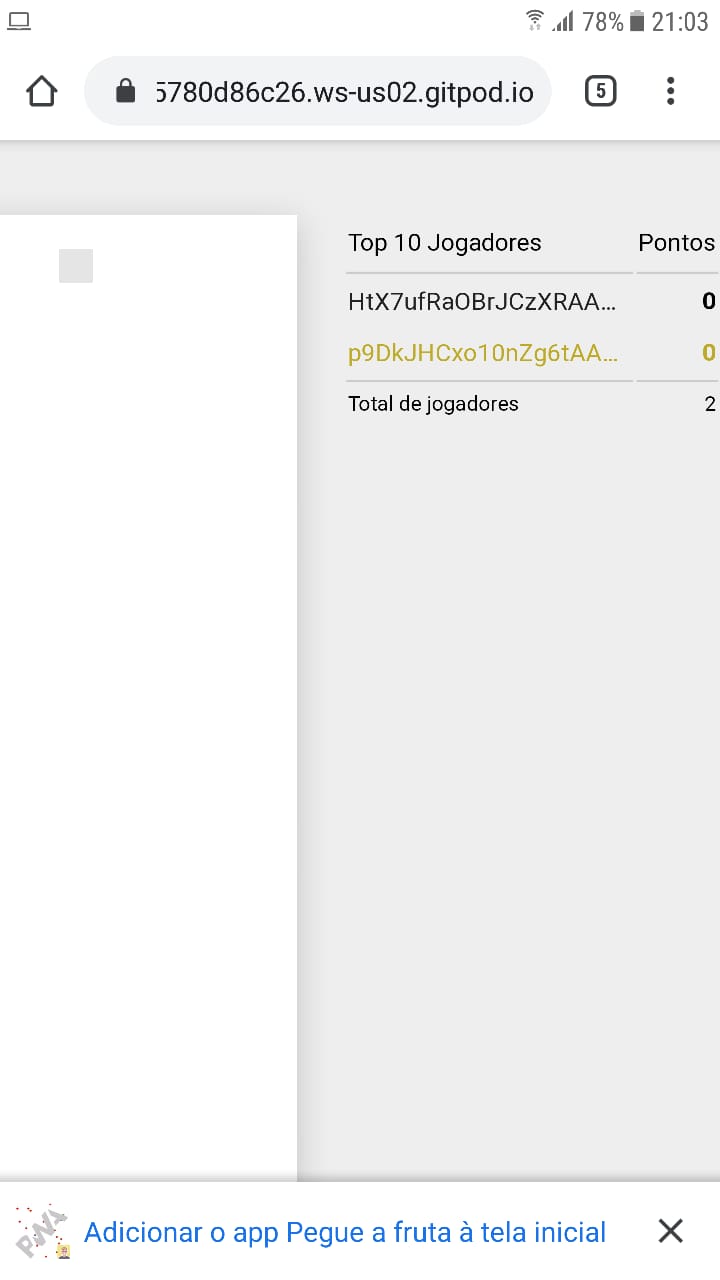 78% 21:03
5780d86c26.ws-us02.gitpod.io 5
Top 10 Jogadores Pontos
HtX7ufRaOBrJCzXRAA... 0
p9DkJHCxo10nZg6tAA... 0
Total de jogadores 2
PWA Adicionar o app Pegue a fruta à tela inicial